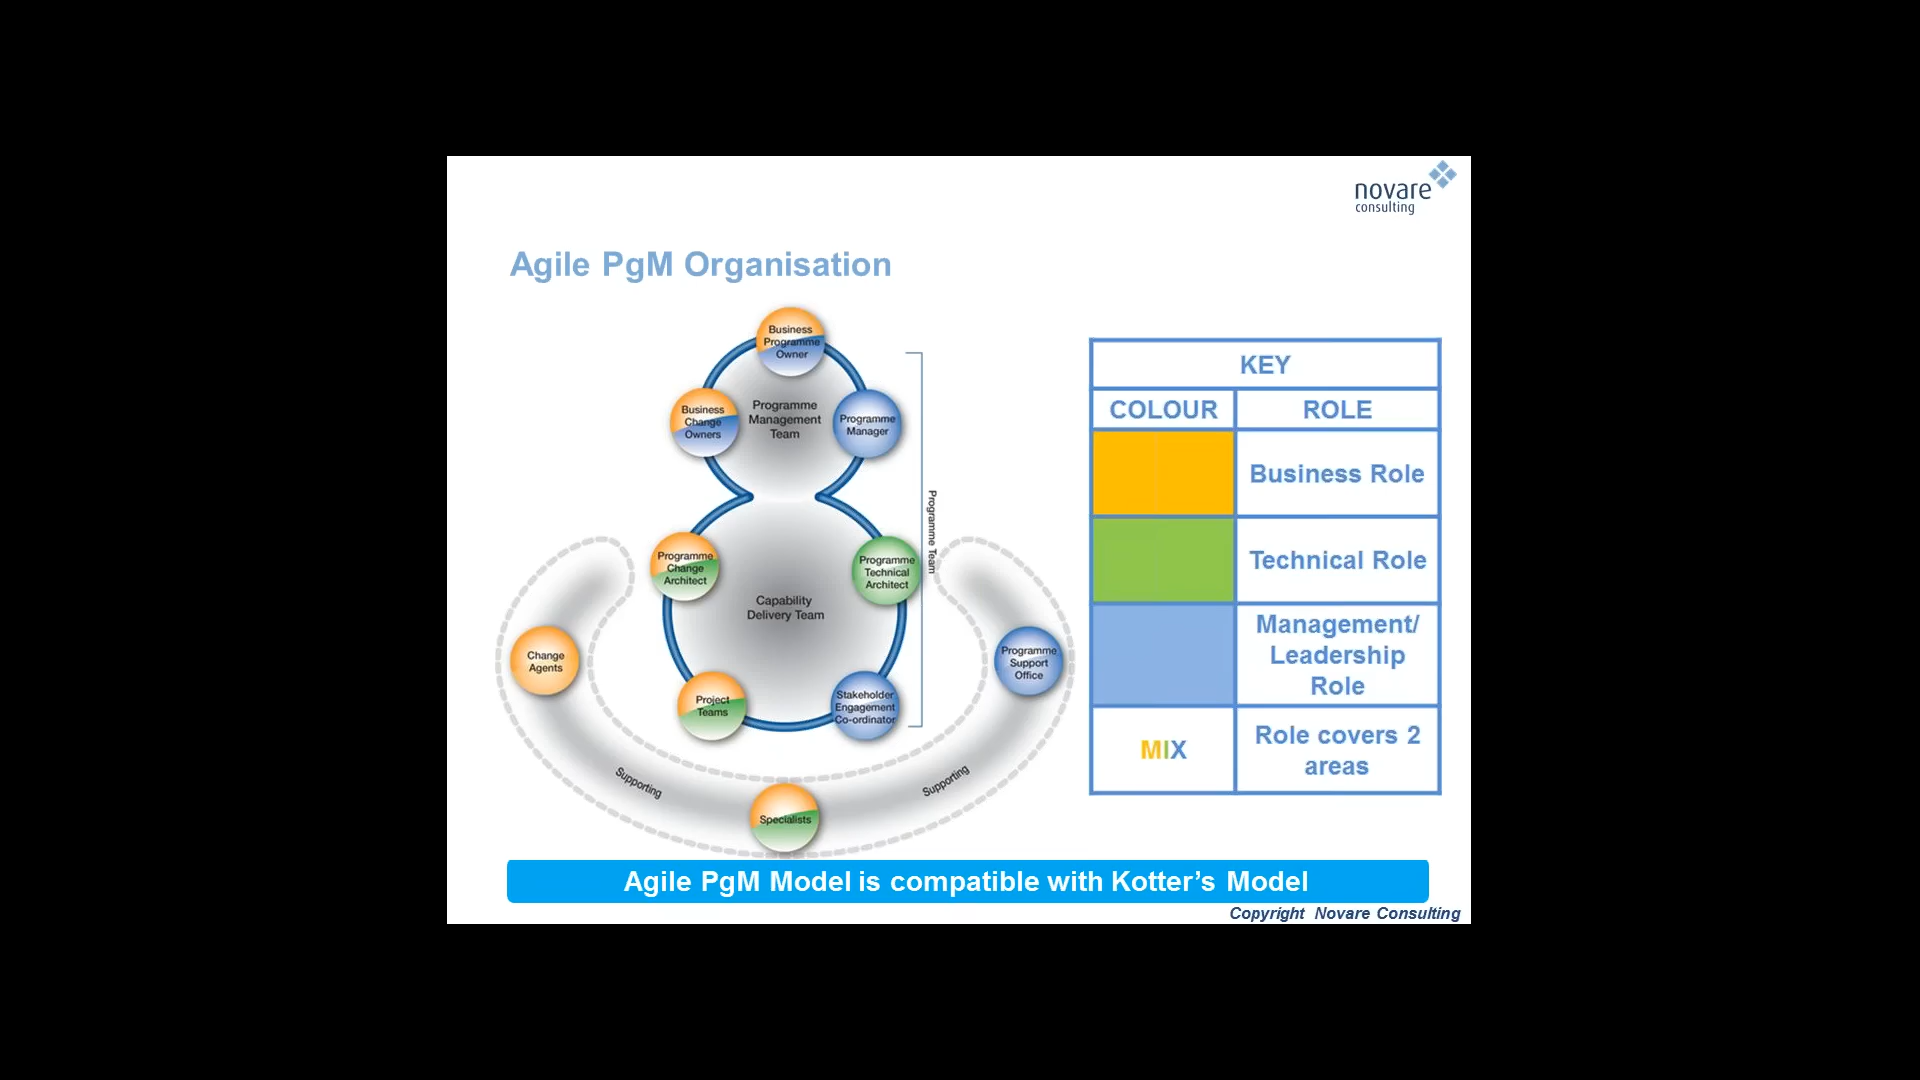 novare
consulting
Agile PgM Organisation
Business
Programme
Owner
Business
Change
Owners
Programme
Management
Team
Programme
Manager
Programme Team
Programme
Change
Architect
Programme
Technical
Architect
Capability
Delivery Team
Change
Agents
Programme
Support
Office
Project
Teams
Stakeholder
Engagement
Co-ordinator
Supporting
Supporting
Specialists
KEY
COLOUR ROLE
Business Role
Technical Role
Management/
Leadership
Role
MIX
Role covers 2
areas
Agile PgM Model is compatible with Kotter’s Model
Copyright Novare Consulting